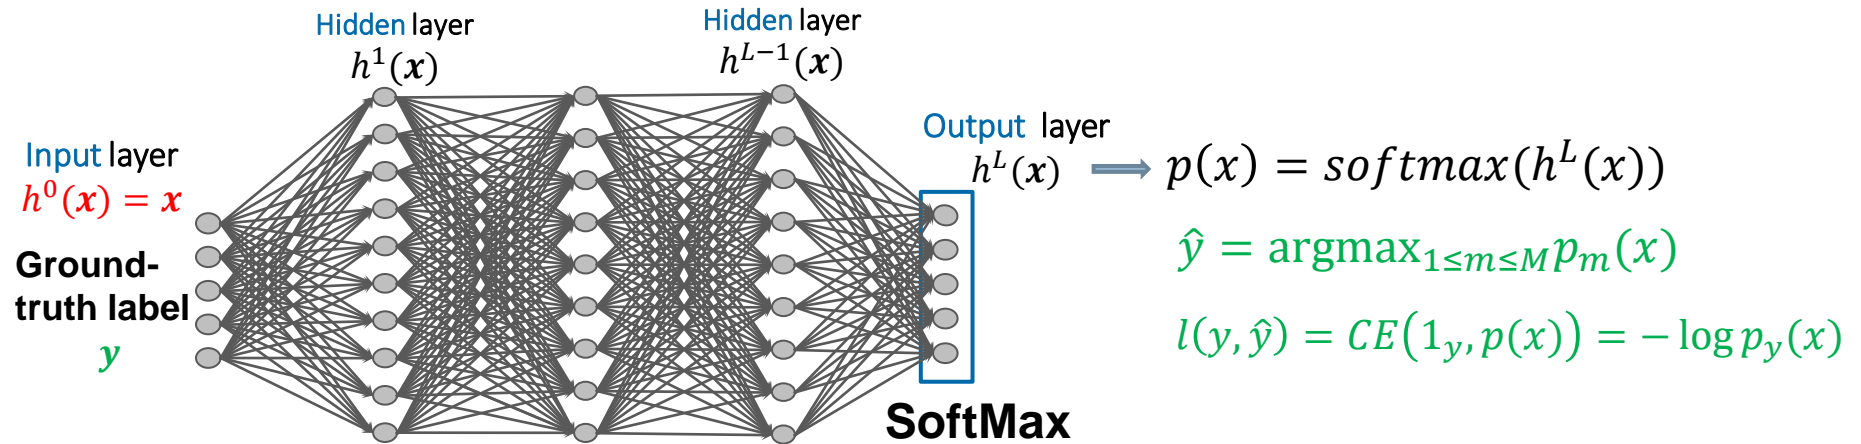 Hidden layer
h¹(x)
Hidden layer
h^{L−1}(x)
Input layer
h⁰(x) = x
Ground-
truth label
y
Output layer
h^L(x)
SoftMax
p(x) = softmax(h^L(x))
ŷ = argmax_{1≤m≤M} p_m(x)
l(y, ŷ) = CE(1_y, p(x)) = − log p_y(x)